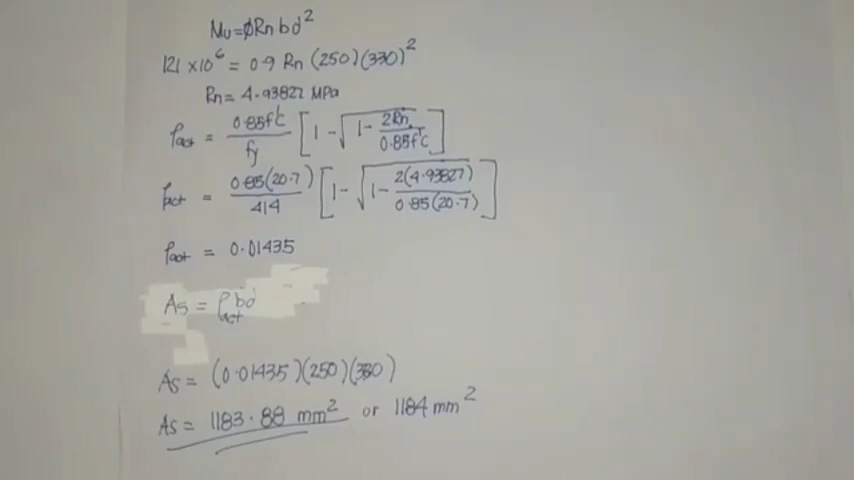 Mu=ϕRn bd²
121 x10⁶ = 0.9 Rn (250)(330)²
Rn= 4.93827 MPa
ρact = 0.85f'c / fy [1 - √(1 - 2Rn / 0.85f'c)]
ρact = 0.85(20.7) / 414 [1 - √(1 - 2(4.93827) / 0.85(20.7))]
ρact = 0.01435
As = ρact bd
As = (0.01435)(250)(330)
As = 1183.88 mm² or 1184 mm²